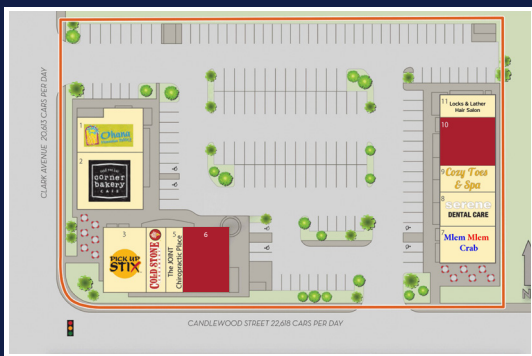 CLARK AVENUE 20,613 CARS PER DAY
1
Ohana
2
corner
bakery
CAFE
3
PICK UP
STIX
COLD STONE
5
The JOINT
Chiropractic Place
6
11
Locks & Lather
Hair Salon
10
9
Cozy Toes
& Spa
8
Serene
DENTAL CARE
7
Mlem Mlem
Crab
N
CANDLEWOOD STREET 22,618 CARS PER DAY